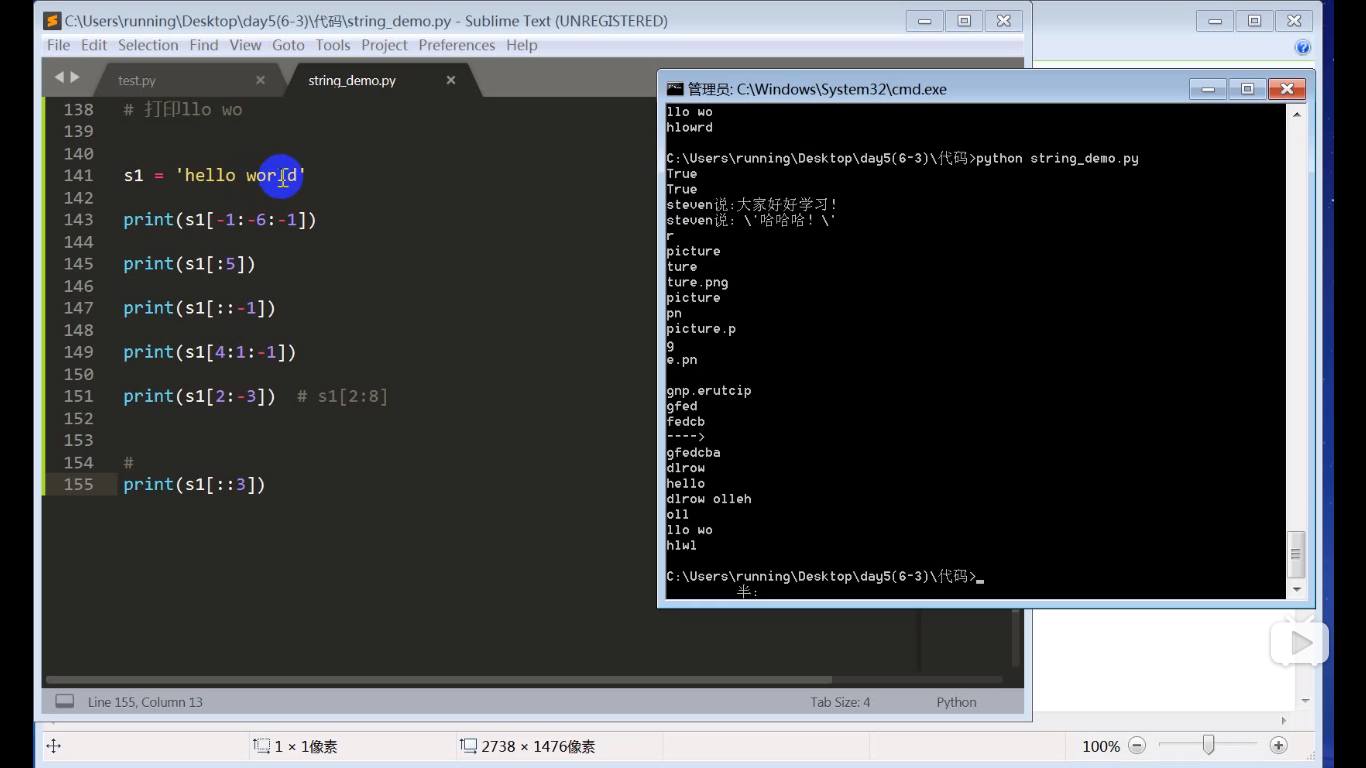 C:\Users\running\Desktop\day5(6-3)\代码\string_demo.py - Sublime Text (UNREGISTERED)
File Edit Selection Find View Goto Tools Project Preferences Help
test.py
string_demo.py
138 # 打印llo wo
139
140
141 s1 = 'hello world'
142
143 print(s1[-1:-6:-1])
144
145 print(s1[:5])
146
147 print(s1[::-1])
148
149 print(s1[4:1:-1])
150
151 print(s1[2:-3])  # s1[2:8]
152
153
154 #
155 print(s1[::3])
Line 155, Column 13
Tab Size: 4
Python
管理员: C:\Windows\System32\cmd.exe
llo wo
hlowrd
C:\Users\running\Desktop\day5(6-3)\代码>python string_demo.py
True
True
steven说:大家好好学习!
steven说: \'哈哈哈! \'
r
picture
ture
ture.png
picture
pn
picture.p
g
e.pn
gnp.erutcip
gfed
fedcb
---->
gfedcba
dlrow
hello
dlrow olleh
oll
llo wo
hlwl
C:\Users\running\Desktop\day5(6-3)\代码>_
半:
1 × 1像素
2738 × 1476像素
100%